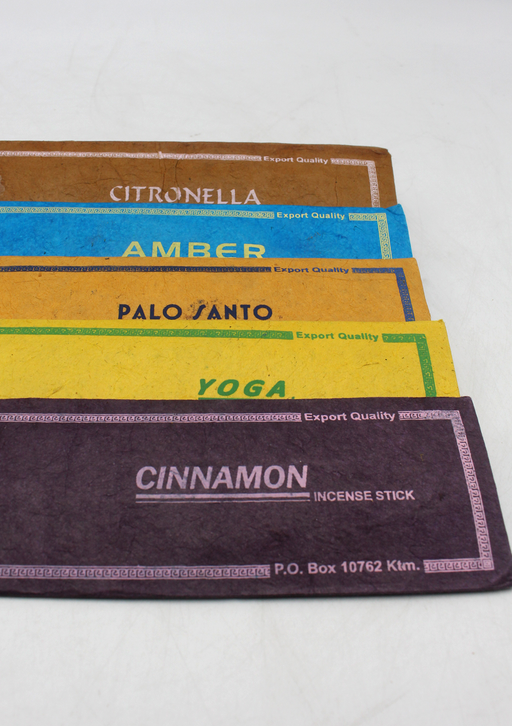 Export Quality
CITRONELLA
Export Quality
AMBER
Export Quality
PALO SANTO
Export Quality
YOGA
Export Quality
CINNAMON
INCENSE STICK
P.O. Box 10762 Ktm.